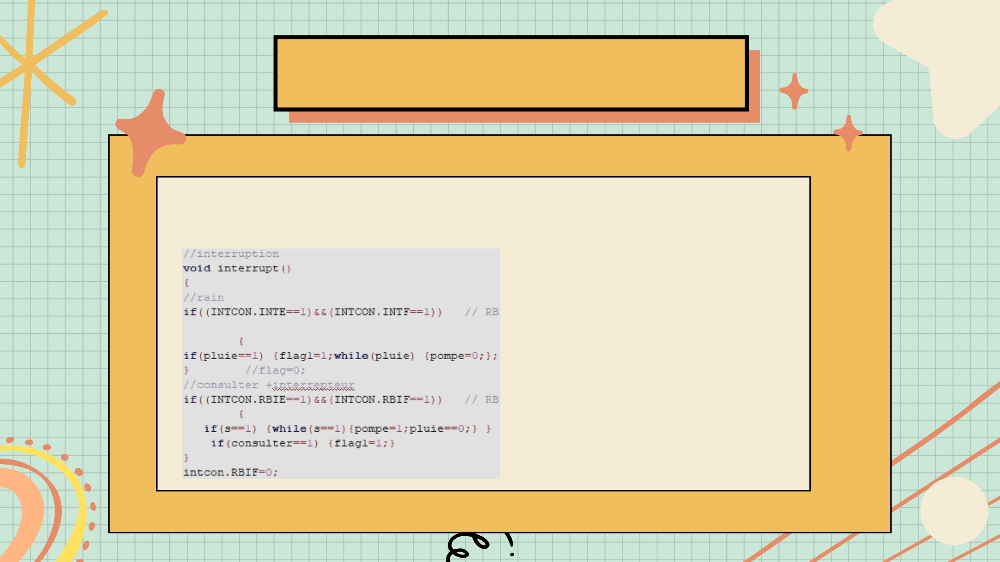 //interruption
void interrupt()
{
//rain
if((INTCON.INTE==1)&&(INTCON.INTF==1))   // RB
        {
if(pluie==1) {flag1=1;while(pluie) {pompe=0;};
}        //flag=0;
//consulter +interrepteur
if((INTCON.RBIE==1)&&(INTCON.RBIF==1))   // RB
        {
   if(s==1) {while(s==1){pompe=1;pluie==0;} }
    if(consulter==1) {flag1=1;}
}
intcon.RBIF=0;